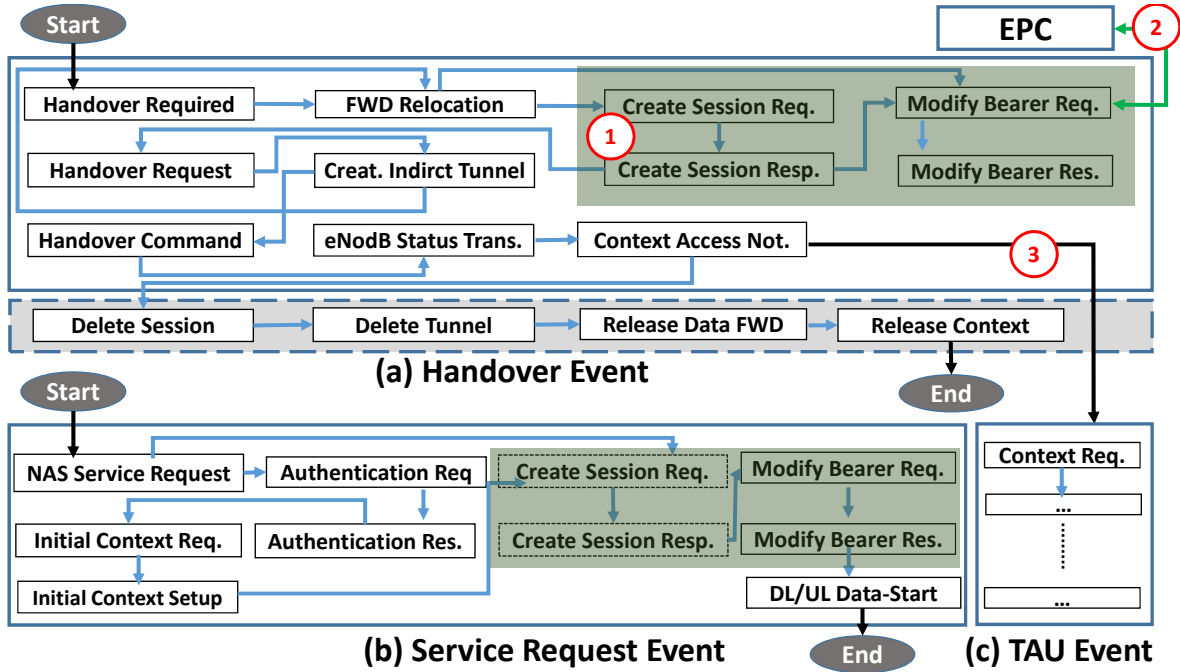 Start
EPC
2
Handover Required
FWD Relocation
Create Session Req.
Modify Bearer Req.
1
Handover Request
Creat. Indirct Tunnel
Create Session Resp.
Modify Bearer Res.
Handover Command
eNodB Status Trans.
Context Access Not.
3
Delete Session
Delete Tunnel
Release Data FWD
Release Context
(a) Handover Event
Start
End
NAS Service Request
Authentication Req
Create Session Req.
Modify Bearer Req.
Context Req.
...
Initial Context Req.
Authentication Res.
Create Session Resp.
Modify Bearer Res.
Initial Context Setup
DL/UL Data-Start
...
(b) Service Request Event
End
(c) TAU Event